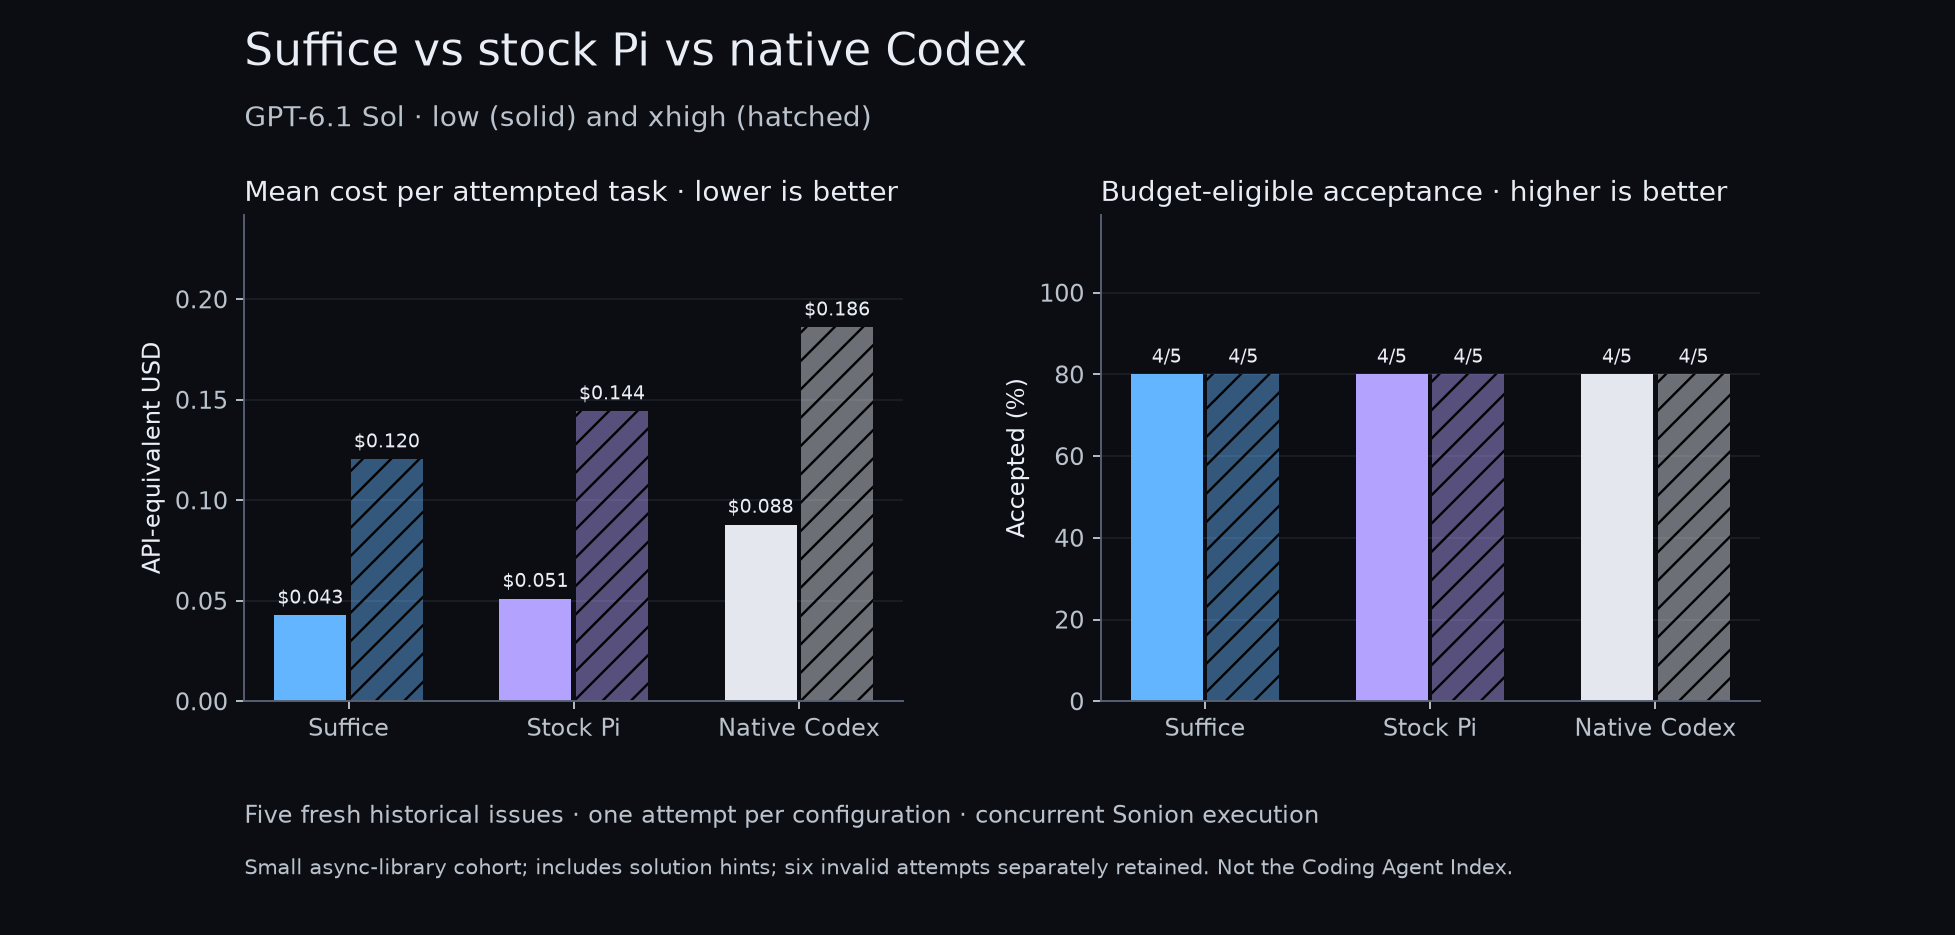 Suffice vs stock Pi vs native Codex
GPT-6.1 Sol · low (solid) and xhigh (hatched)
Mean cost per attempted task · lower is better
API-equivalent USD
0.20
0.15
0.10
0.05
0.00
$0.043
$0.120
$0.051
$0.144
$0.088
$0.186
Suffice
Stock Pi
Native Codex
Budget-eligible acceptance · higher is better
Accepted (%)
100
80
60
40
20
0
4/5
4/5
4/5
4/5
4/5
4/5
Suffice
Stock Pi
Native Codex
Five fresh historical issues · one attempt per configuration · concurrent Sonion execution
Small async-library cohort; includes solution hints; six invalid attempts separately retained. Not the Coding Agent Index.